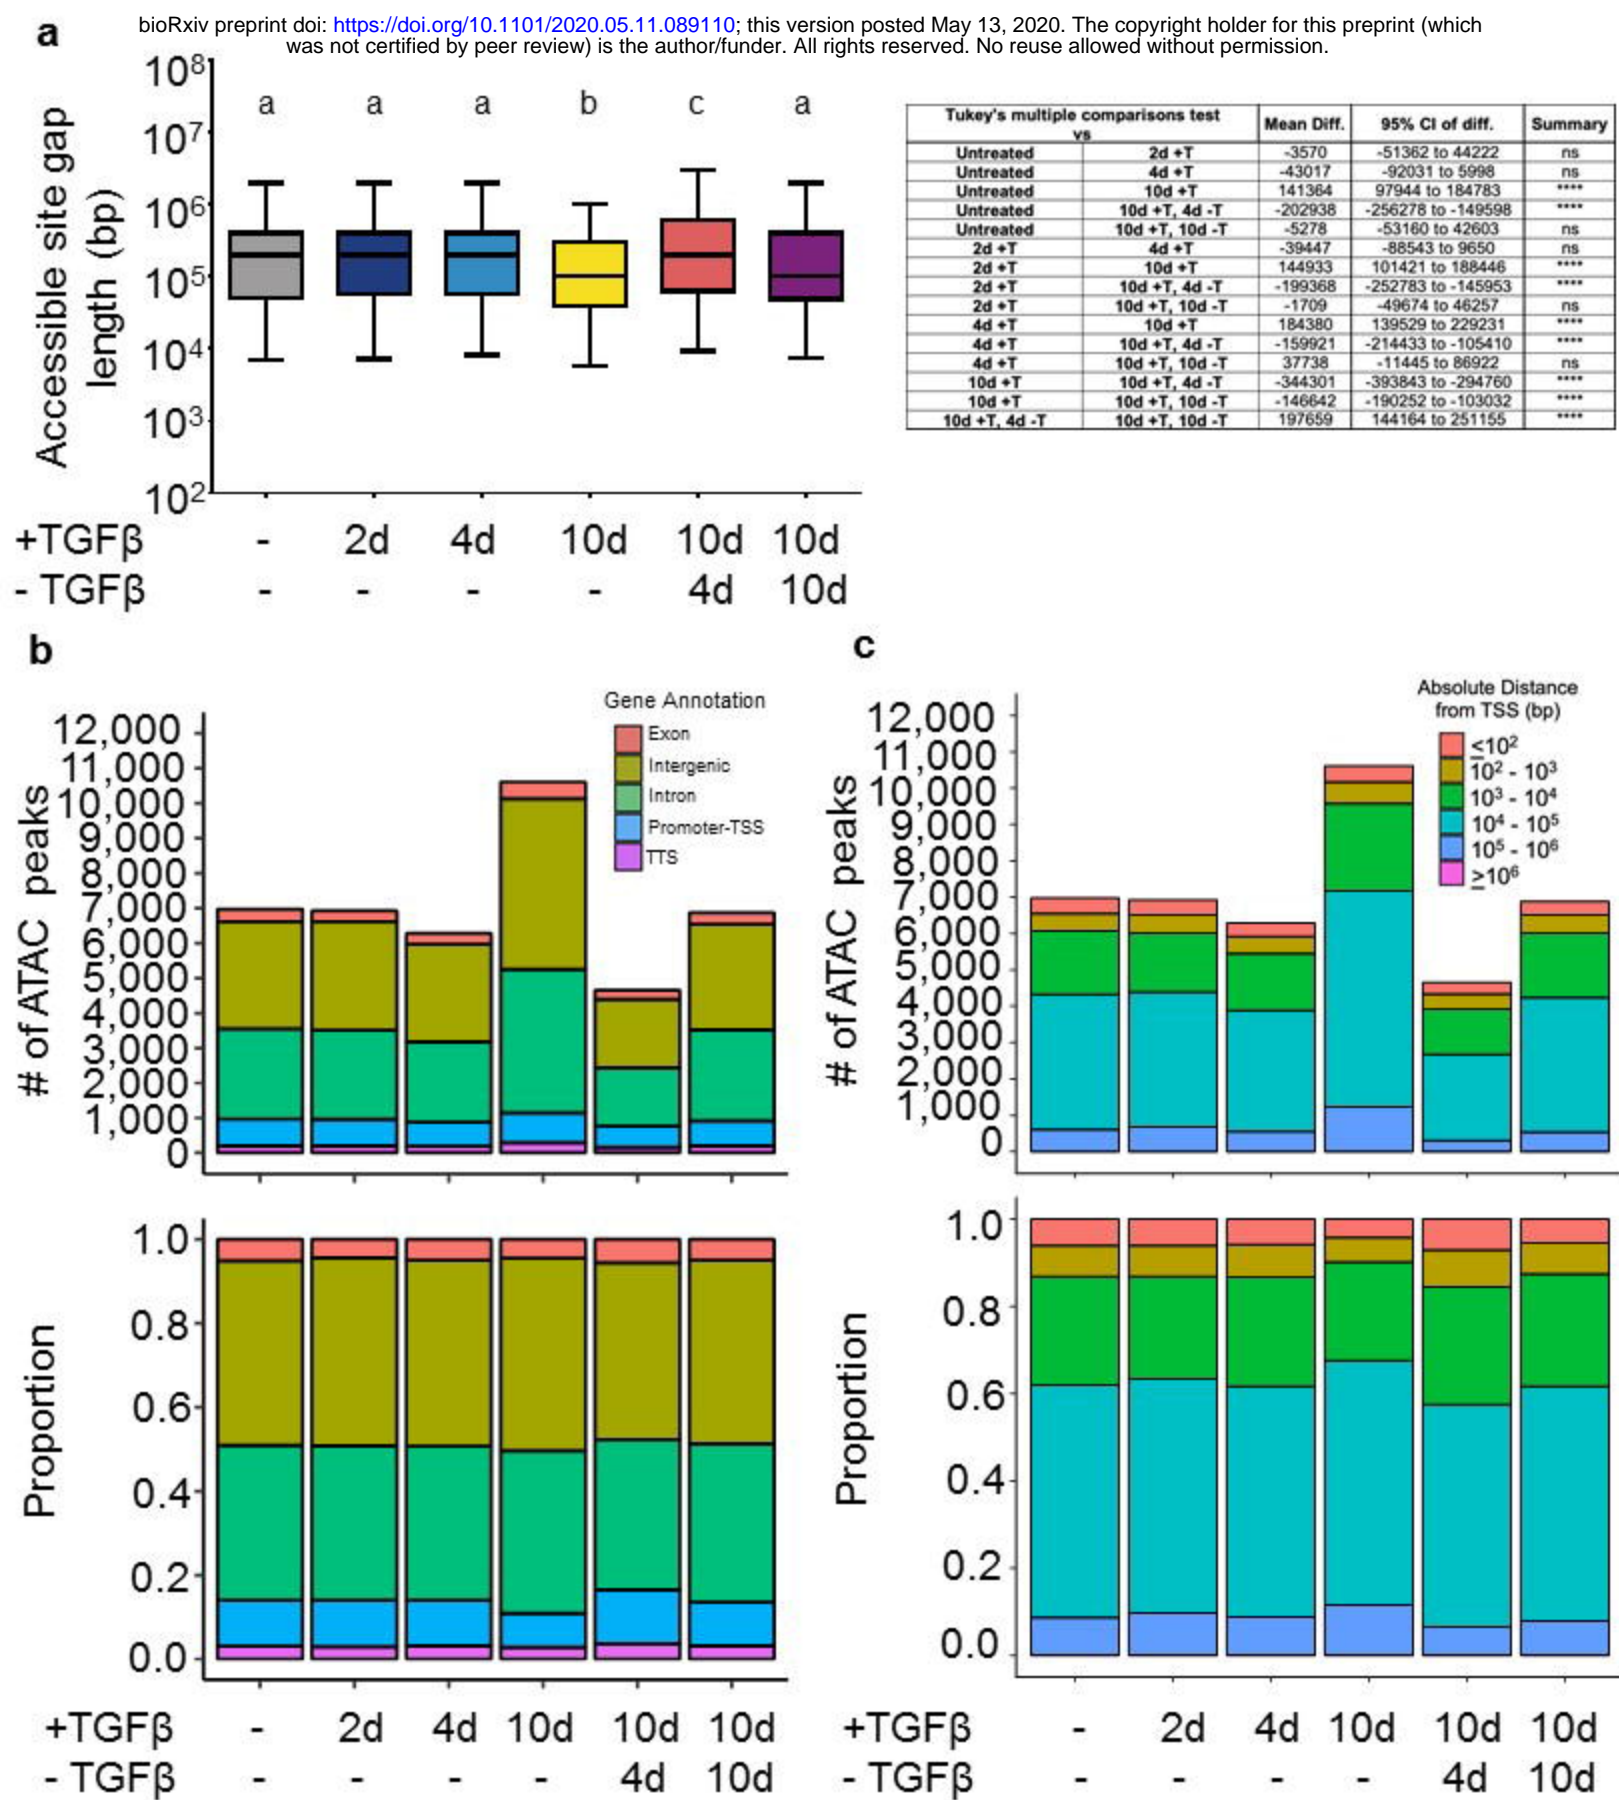 bioRxiv preprint doi: https://doi.org/10.1101/2020.05.11.089110; this version posted May 13, 2020. The copyright holder for this preprint (which
was not certified by peer review) is the author/funder. All rights reserved. No reuse allowed without permission.
a
Accessible site gap
length (bp)
10⁸
10⁷
10⁶
10⁵
10⁴
10³
10²
a a a b c a
+TGFβ - 2d 4d 10d 10d 10d
- TGFβ - - - - 4d 10d
Tukey's multiple comparisons test Mean Diff. 95% CI of diff. Summary
vs
Untreated 2d +T -3570 -51362 to 44222 ns
Untreated 4d +T -43017 -92031 to 5998 ns
Untreated 10d +T 141364 97944 to 184783 ****
Untreated 10d +T, 4d -T -202938 -256278 to -149598 ****
Untreated 10d +T, 10d -T -5278 -53160 to 42603 ns
2d +T 4d +T -39447 -88543 to 9650 ns
2d +T 10d +T 144933 101421 to 188446 ****
2d +T 10d +T, 4d -T -199368 -252783 to -145953 ****
2d +T 10d +T, 10d -T -1709 -49674 to 46257 ns
4d +T 10d +T 184380 139529 to 229231 ****
4d +T 10d +T, 4d -T -159921 -214433 to -105410 ****
4d +T 10d +T, 10d -T 37738 -11445 to 86922 ns
10d +T 10d +T, 4d -T -344301 -393843 to -294760 ****
10d +T 10d +T, 10d -T -146642 -190252 to -103032 ****
10d +T, 4d -T 10d +T, 10d -T 197659 144164 to 251155 ****
b
# of ATAC peaks
12,000
11,000
10,000
9,000
8,000
7,000
6,000
5,000
4,000
3,000
2,000
1,000
0
Gene Annotation
Exon
Intergenic
Intron
Promoter-TSS
TTS
Proportion
1.0
0.8
0.6
0.4
0.2
0.0
+TGFβ - 2d 4d 10d 10d 10d
- TGFβ - - - - 4d 10d
c
# of ATAC peaks
12,000
11,000
10,000
9,000
8,000
7,000
6,000
5,000
4,000
3,000
2,000
1,000
0
Absolute Distance
from TSS (bp)
≤10²
10² - 10³
10³ - 10⁴
10⁴ - 10⁵
10⁵ - 10⁶
≥10⁶
Proportion
1.0
0.8
0.6
0.4
0.2
0.0
+TGFβ - 2d 4d 10d 10d 10d
- TGFβ - - - - 4d 10d